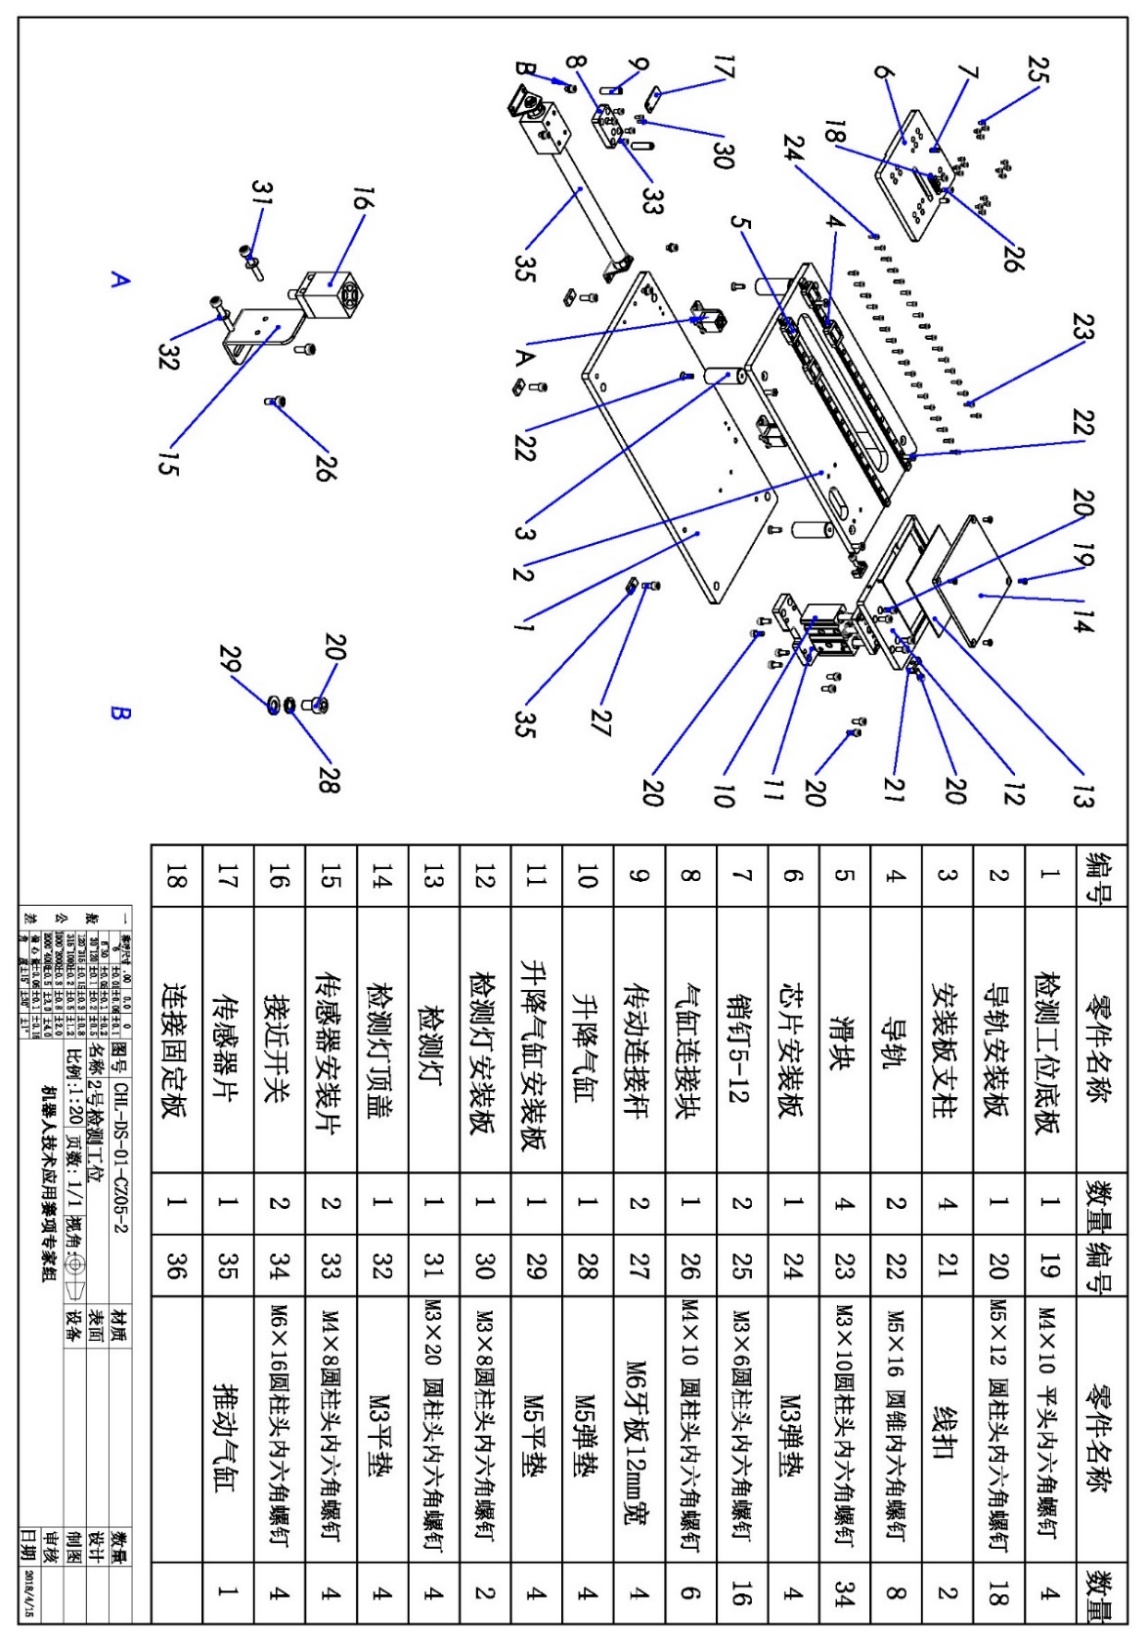 25
23 22 20 19 14 13
7 26 12
6 20
18 4 21
24 20
17 5 11
30 10
9 33 20
8 27
B 35 A 22 3 2 1 35
16 20
26 28
31 29
32 15
A B
编号 零件名称 数量 编号 零件名称 数量
1 检测工位底板 1 19 M4×10 平头内六角螺钉 4
2 导轨安装板 1 20 M5×12 圆柱头内六角螺钉 18
3 安装板支柱 4 21 线扣 2
4 导轨 2 22 M5×16 圆锥内六角螺钉 8
5 滑块 4 23 M3×10圆柱头内六角螺钉 34
6 芯片安装板 1 24 M3弹垫 4
7 销钉5-12 2 25 M3×6圆柱头内六角螺钉 16
8 气缸连接块 1 26 M4×10 圆柱头内六角螺钉 6
9 传动连接杆 2 27 M6牙板12mm宽 4
10 升降气缸 1 28 M5弹垫 4
11 升降气缸安装板 1 29 M5平垫 4
12 检测灯安装板 1 30 M3×8圆柱头内六角螺钉 2
13 检测灯 1 31 M3×20 圆柱头内六角螺钉 4
14 检测灯顶盖 1 32 M3平垫 4
15 传感器安装片 2 33 M4×8圆柱头内六角螺钉 4
16 接近开关 2 34 M6×16圆柱头内六角螺钉 4
17 传感器片 1 35 推动气缸 1
18 连接固定板 1 36
一般公差
图号 CHL-DS-01-CZ05-2 材质 数量
名称 2号检测工位 表面 设计
比例:1:20 页数: 1/1 视角: 设备 制图
机器人技术应用赛项专家组 审核
日期 2018/4/15